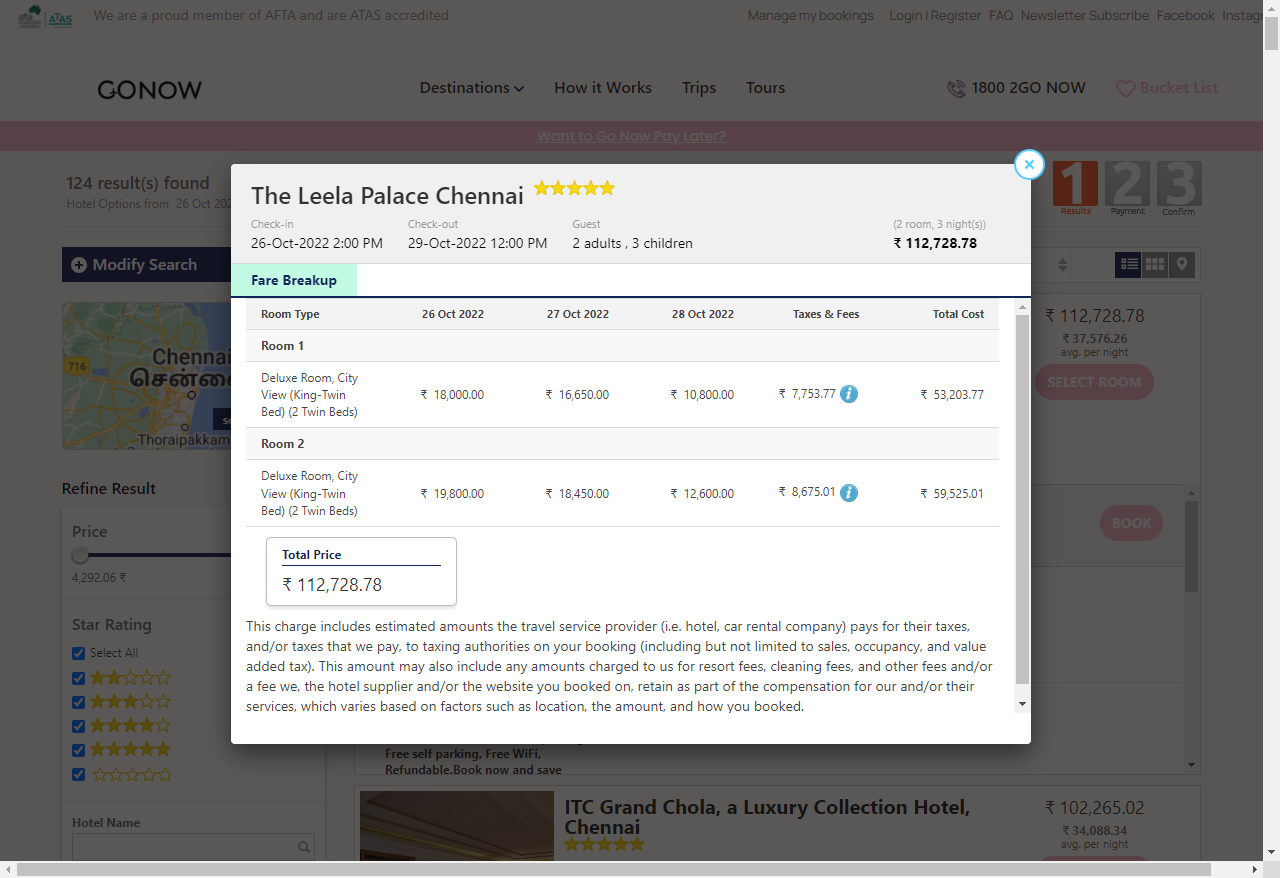 We are a proud member of AFTA and are ATAS accredited
Manage my bookings Login | Register FAQ Newsletter Subscribe Facebook
afta ATAS
GONOW
Destinations How it Works Trips Tours
1800 2GO NOW
Bucket List
Want to Go Now Pay Later?
124 result(s) found
Hotel Options from 26 Oct
1 2 3
Results Payment Confirm
Modify Search
The Leela Palace Chennai
Check-in Check-out Guest (2 room, 3 night(s))
26-Oct-2022 2:00 PM 29-Oct-2022 12:00 PM 2 adults , 3 children ₹ 112,728.78
Fare Breakup
Room Type 26 Oct 2022 27 Oct 2022 28 Oct 2022 Taxes & Fees Total Cost
Room 1
Deluxe Room, City
View (King-Twin
Bed) (2 Twin Beds)
₹ 18,000.00 ₹ 16,650.00 ₹ 10,800.00 ₹ 7,753.77 i ₹ 53,203.77
Room 2
Deluxe Room, City
View (King-Twin
Bed) (2 Twin Beds)
₹ 19,800.00 ₹ 18,450.00 ₹ 12,600.00 ₹ 8,675.01 i ₹ 59,525.01
Total Price
₹ 112,728.78
This charge includes estimated amounts the travel service provider (i.e. hotel, car rental company) pays for their taxes,
and/or taxes that we pay, to taxing authorities on your booking (including but not limited to sales, occupancy, and value
added tax). This amount may also include any amounts charged to us for resort fees, cleaning fees, and other fees and/or
a fee we, the hotel supplier and/or the website you booked on, retain as part of the compensation for our and/or their
services, which varies based on factors such as location, the amount, and how you booked.
716
Chennai
Thoraipakkam
Refine Result
Price
4,292.06 ₹
Star Rating
Select All
Hotel Name
₹ 112,728.78
₹ 37,576.26
avg. per night
SELECT ROOM
BOOK
Free self parking, Free WiFi,
Refundable,Book now and save
ITC Grand Chola, a Luxury Collection Hotel,
Chennai
₹ 102,265.02
₹ 34,088.34
avg. per night